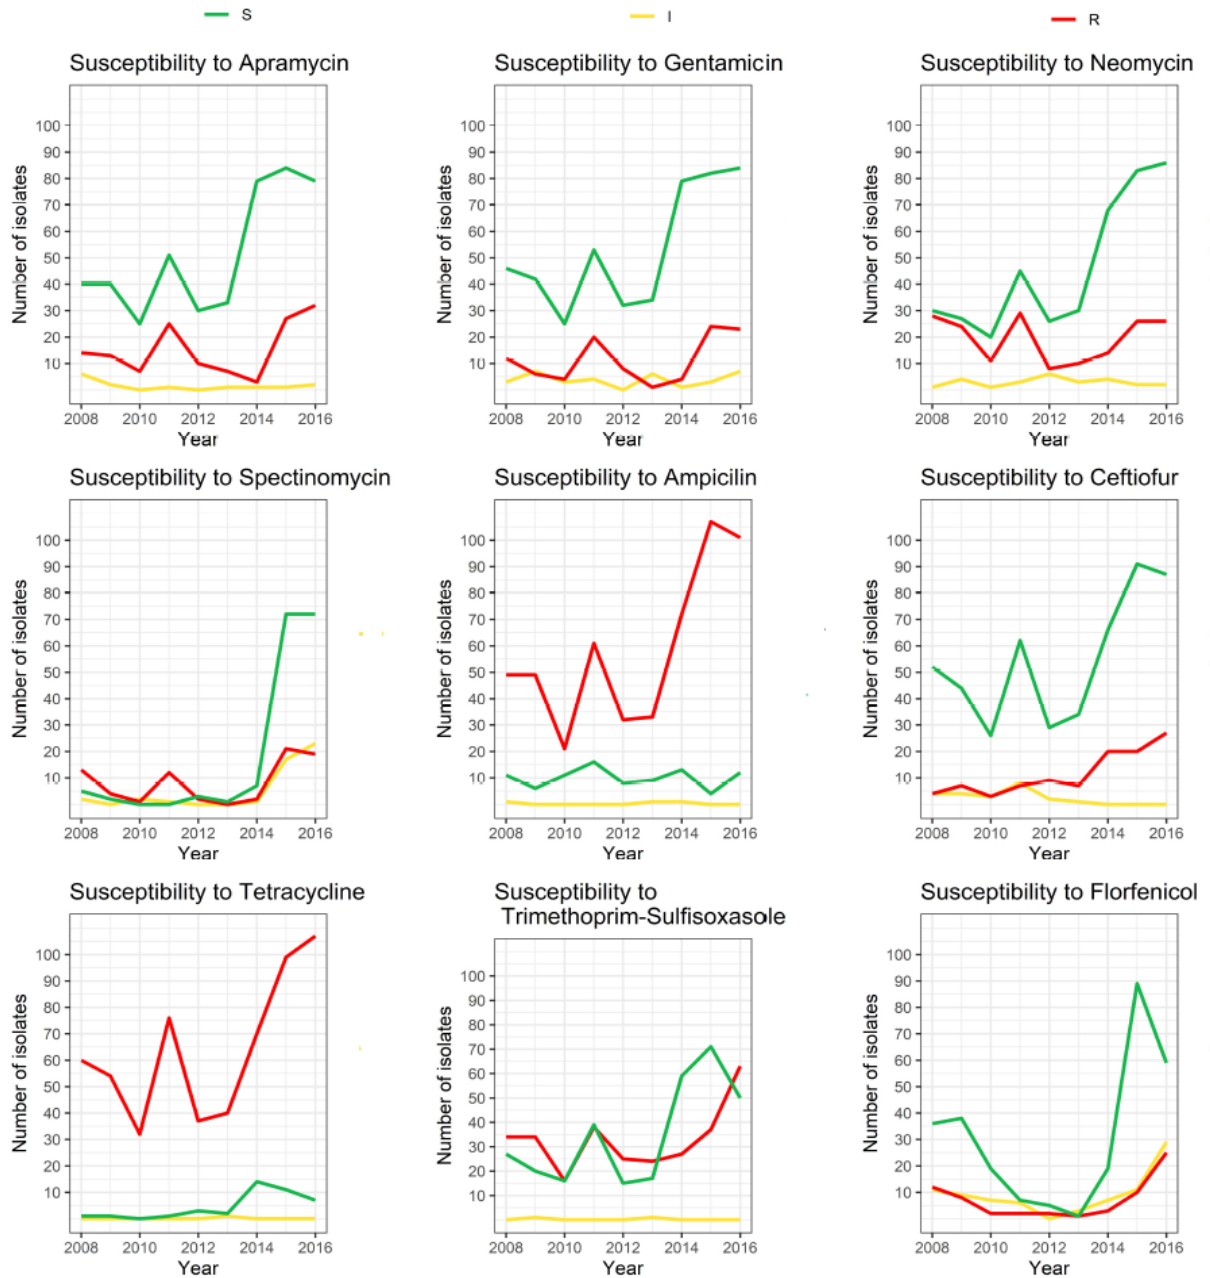 S
I
R
Susceptibility to Apramycin
Susceptibility to Gentamicin
Susceptibility to Neomycin
Number of isolates
100
90
80
70
60
50
40
30
20
10
2008 2010 2012 2014 2016
Year
Number of isolates
100
90
80
70
60
50
40
30
20
10
2008 2010 2012 2014 2016
Year
Number of isolates
100
90
80
70
60
50
40
30
20
10
2008 2010 2012 2014 2016
Year
Susceptibility to Spectinomycin
Susceptibility to Ampicilin
Susceptibility to Ceftiofur
Number of isolates
100
90
80
70
60
50
40
30
20
10
2008 2010 2012 2014 2016
Year
Number of isolates
100
90
80
70
60
50
40
30
20
10
2008 2010 2012 2014 2016
Year
Number of isolates
100
90
80
70
60
50
40
30
20
10
2008 2010 2012 2014 2016
Year
Susceptibility to Tetracycline
Susceptibility to
Trimethoprim-Sulfisoxasole
Susceptibility to Florfenicol
Number of isolates
100
90
80
70
60
50
40
30
20
10
2008 2010 2012 2014 2016
Year
Number of isolates
100
90
80
70
60
50
40
30
20
10
2008 2010 2012 2014 2016
Year
Number of isolates
100
90
80
70
60
50
40
30
20
10
2008 2010 2012 2014 2016
Year